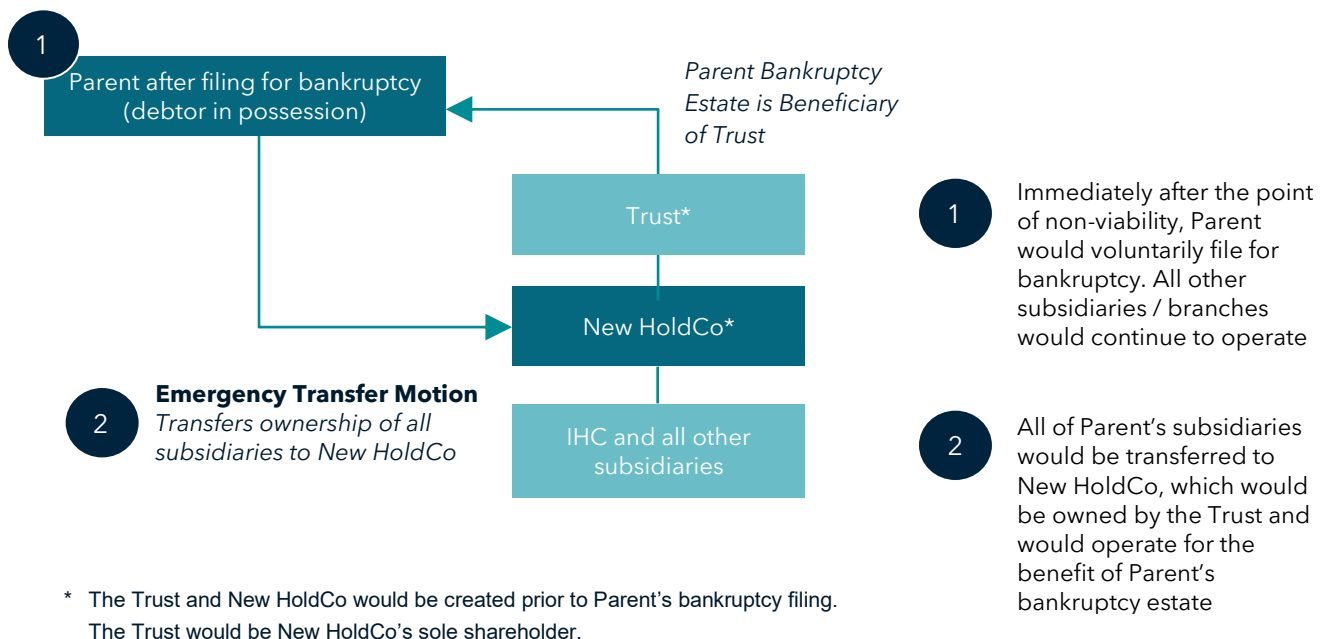 1
Parent after filing for bankruptcy
(debtor in possession)
Parent Bankruptcy
Estate is Beneficiary
of Trust
Trust*
New HoldCo*
IHC and all other
subsidiaries
2
Emergency Transfer Motion
Transfers ownership of all
subsidiaries to New HoldCo
1
Immediately after the point
of non-viability, Parent
would voluntarily file for
bankruptcy. All other
subsidiaries / branches
would continue to operate
2
All of Parent’s subsidiaries
would be transferred to
New HoldCo, which would
be owned by the Trust and
would operate for the
benefit of Parent’s
bankruptcy estate
* The Trust and New HoldCo would be created prior to Parent’s bankruptcy filing.
The Trust would be New HoldCo’s sole shareholder.